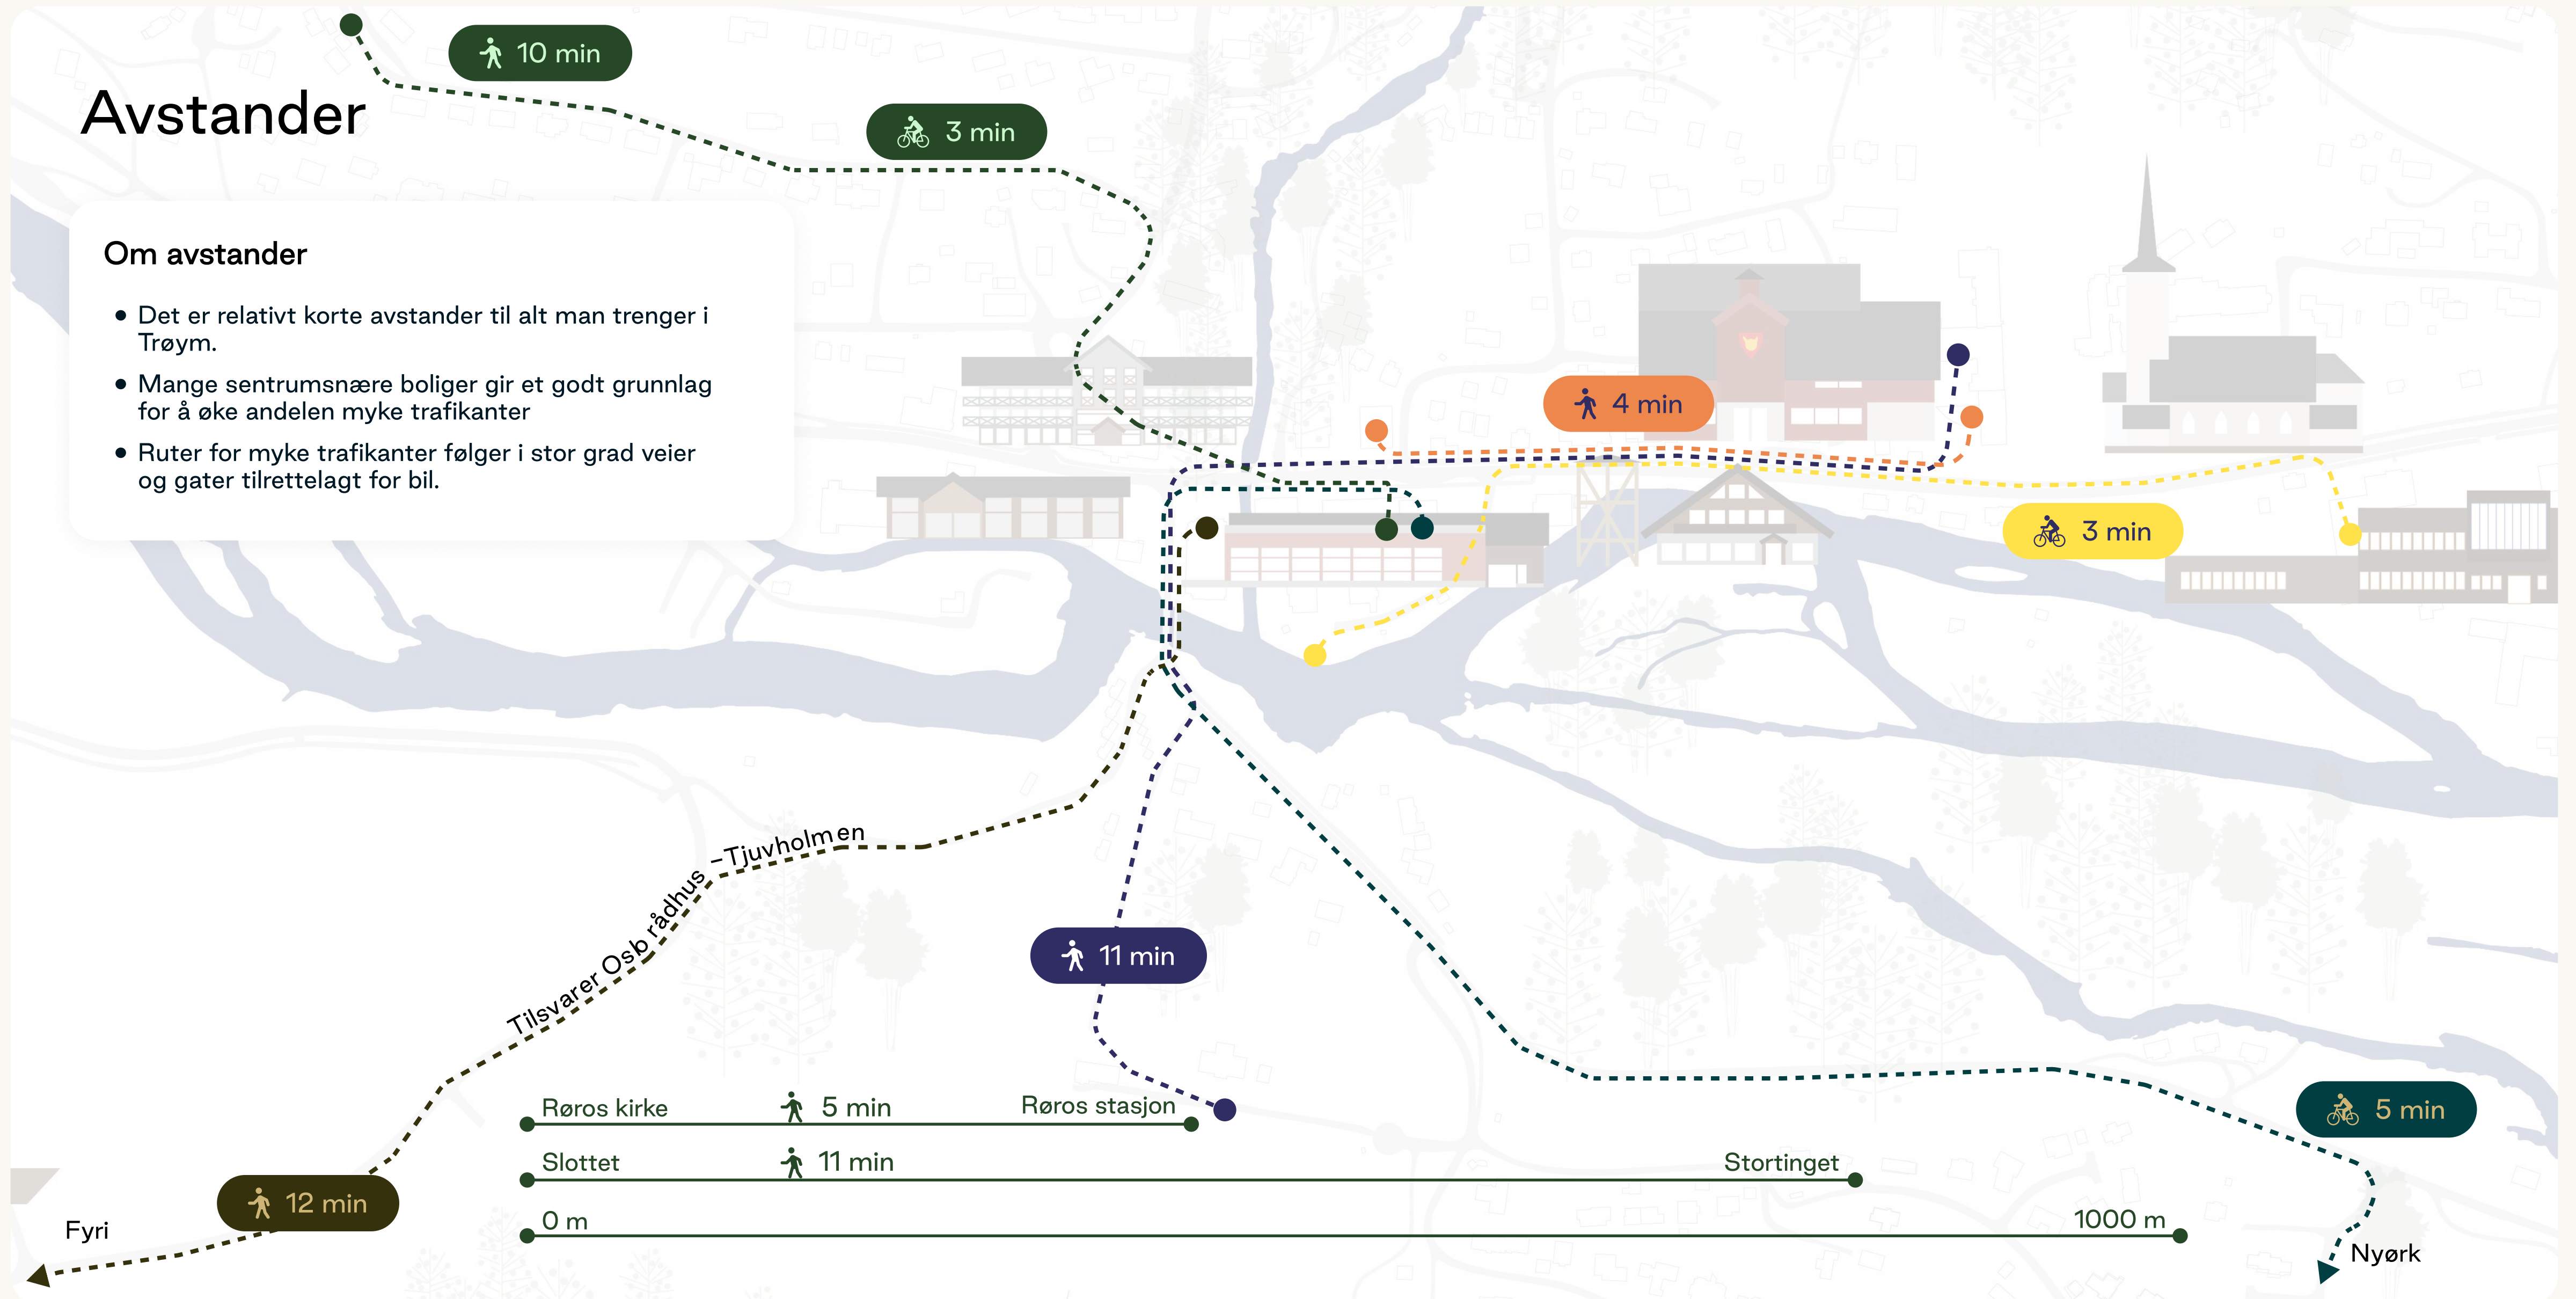 10 min
Avstander
3 min
Om avstander
Det er relativt korte avstander til alt man trenger i
Trøym.
Mange sentrumsnære boliger gir et godt grunnlag
for å øke andelen myke trafikanter
Ruter for myke trafikanter følger i stor grad veier
og gater tilrettelagt for bil.
4 min
3 min
Tilsvarer Osb rådhus –Tjuvholmen
11 min
Røros kirke 5 min Røros stasjon
5 min
Slottet 11 min Stortinget
12 min
0 m 1000 m
Fyri
Nyørk